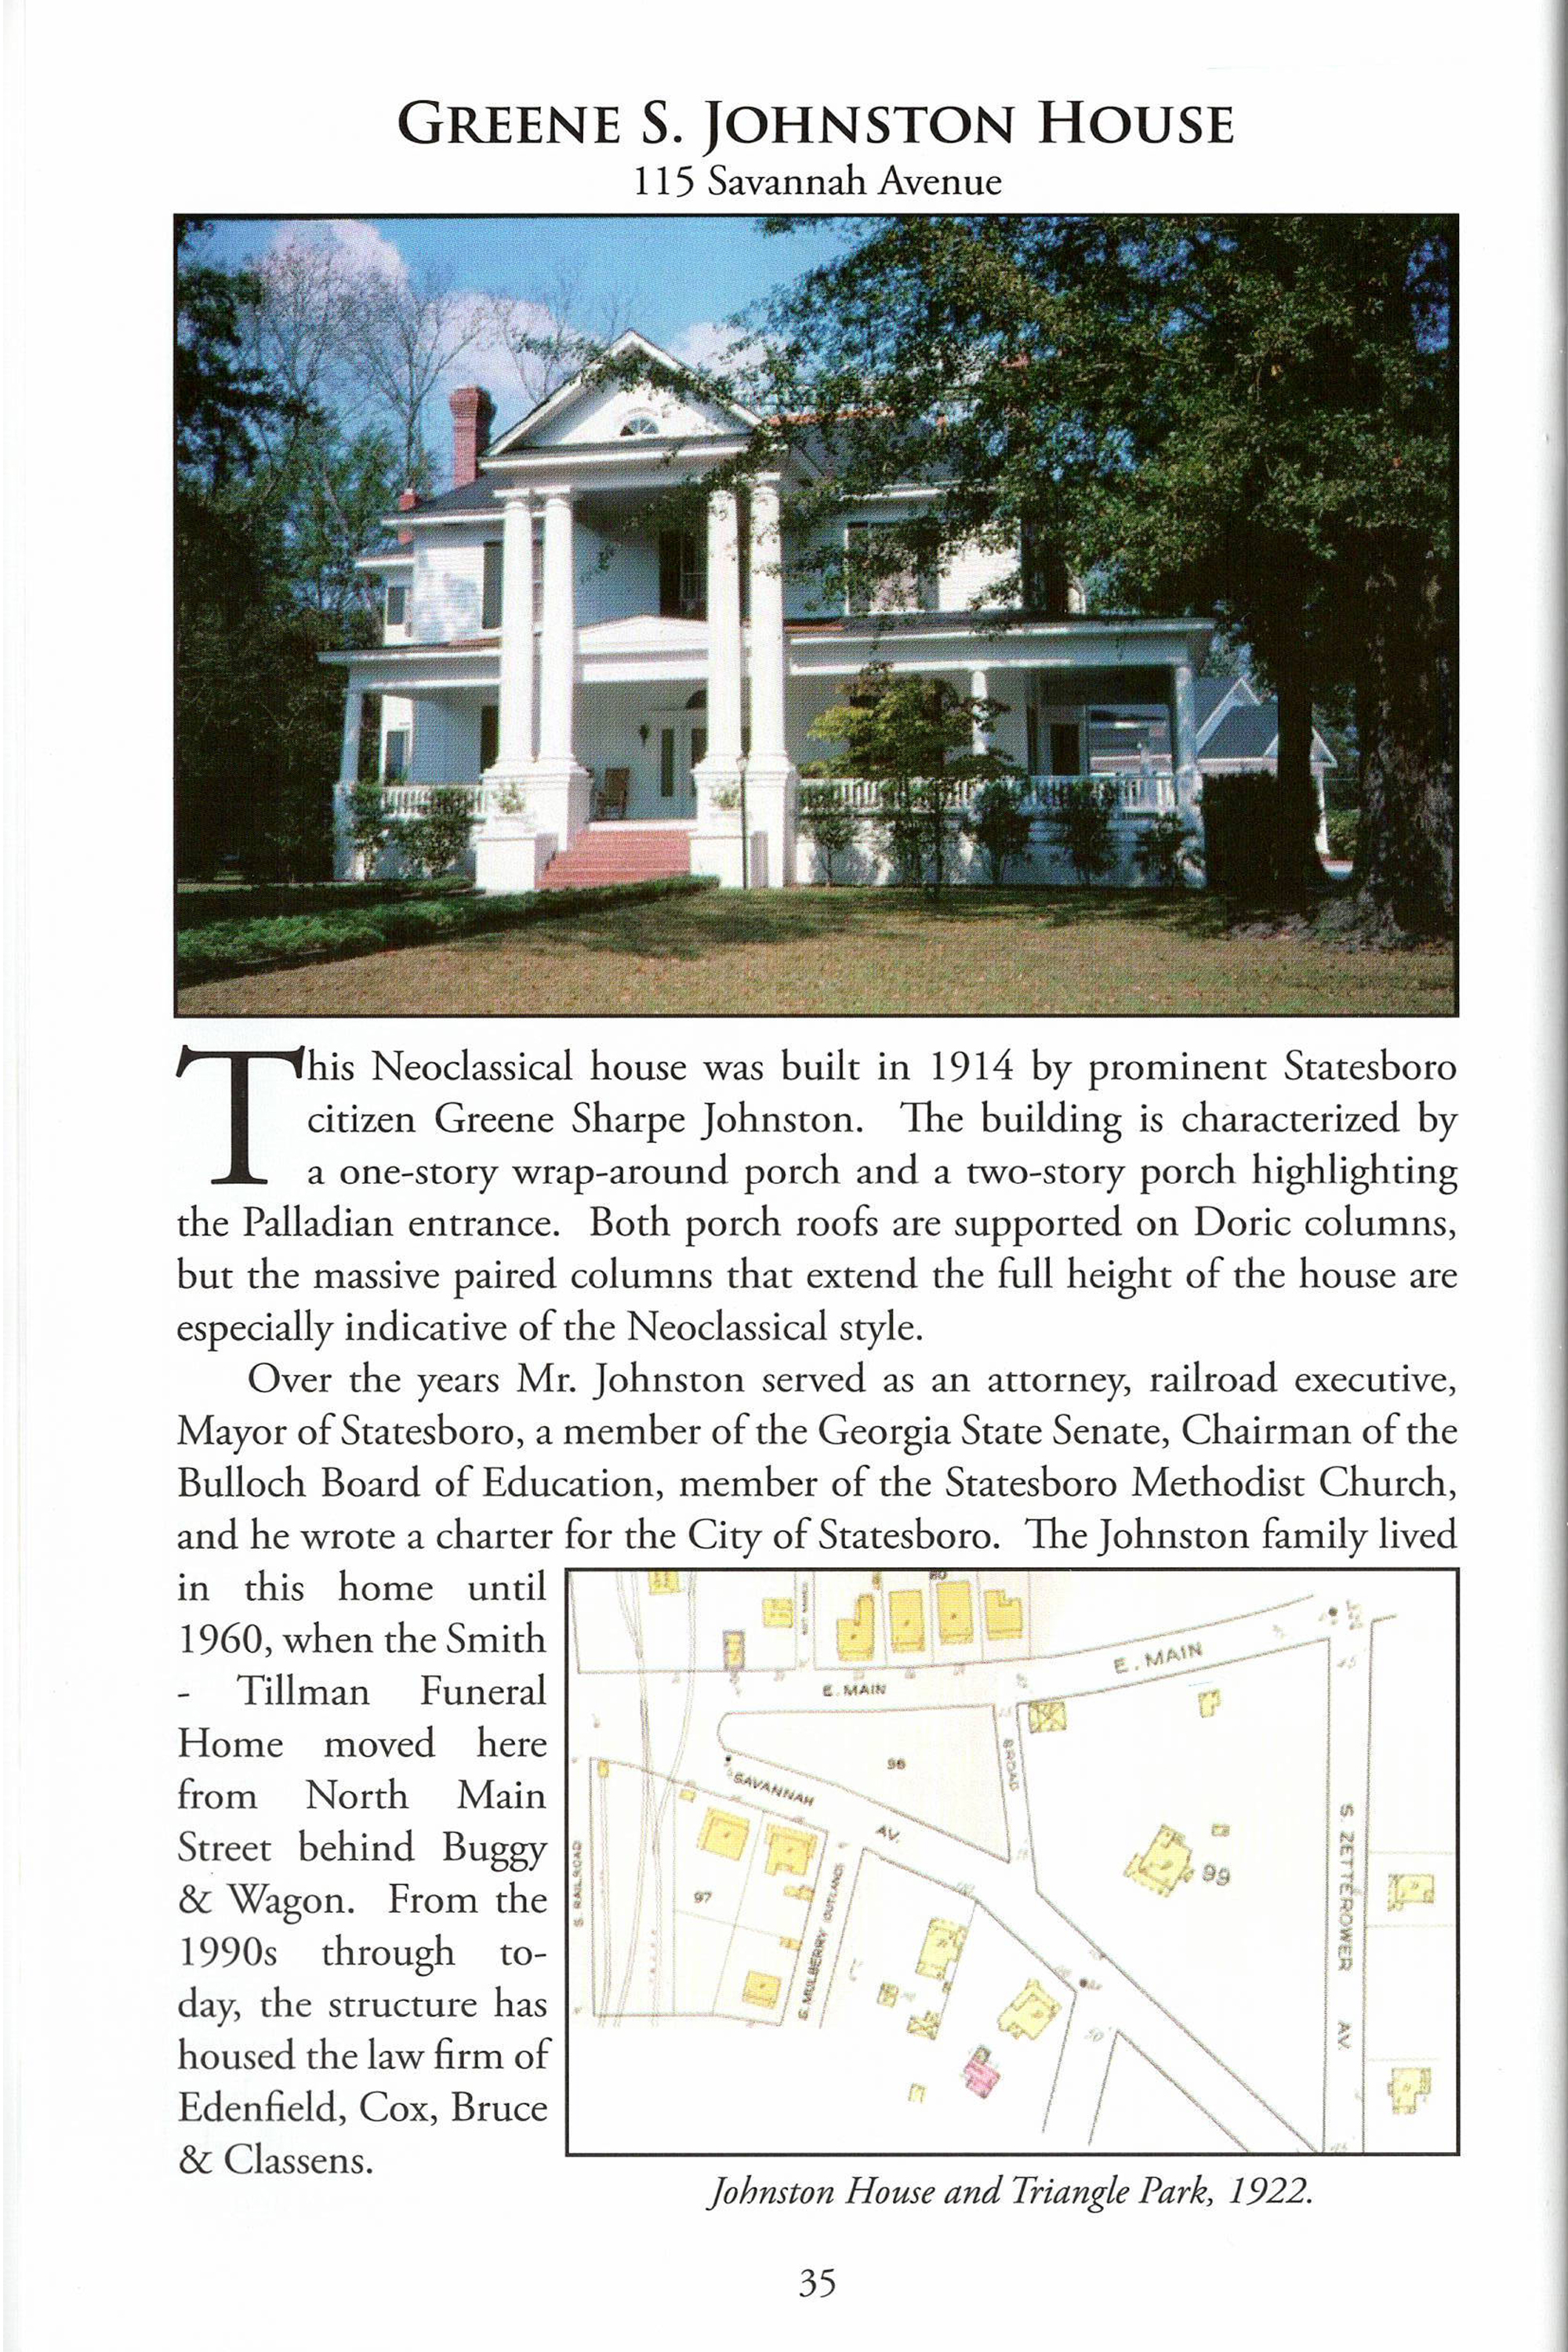 GREENE S. JOHNSTON HOUSE
115 Savannah Avenue
This Neoclassical house was built in 1914 by prominent Statesboro
citizen Greene Sharpe Johnston. The building is characterized by
a one-story wrap-around porch and a two-story porch highlighting
the Palladian entrance. Both porch roofs are supported on Doric columns,
but the massive paired columns that extend the full height of the house are
especially indicative of the Neoclassical style.
Over the years Mr. Johnston served as an attorney, railroad executive,
Mayor of Statesboro, a member of the Georgia State Senate, Chairman of the
Bulloch Board of Education, member of the Statesboro Methodist Church,
and he wrote a charter for the City of Statesboro. The Johnston family lived
in this home until
1960, when the Smith
- Tillman Funeral
Home moved here
from North Main
Street behind Buggy
& Wagon. From the
1990s through to-
day, the structure has
housed the law firm of
Edenfield, Cox, Bruce
& Classens.
E. MAIN
E. MAIN
BROAD
98
SAVANNAH
AV.
S. RAILROAD
97
S. MULBERRY (OUTLAND)
99
S. ZETTEROWER AV.
Johnston House and Triangle Park, 1922.
35